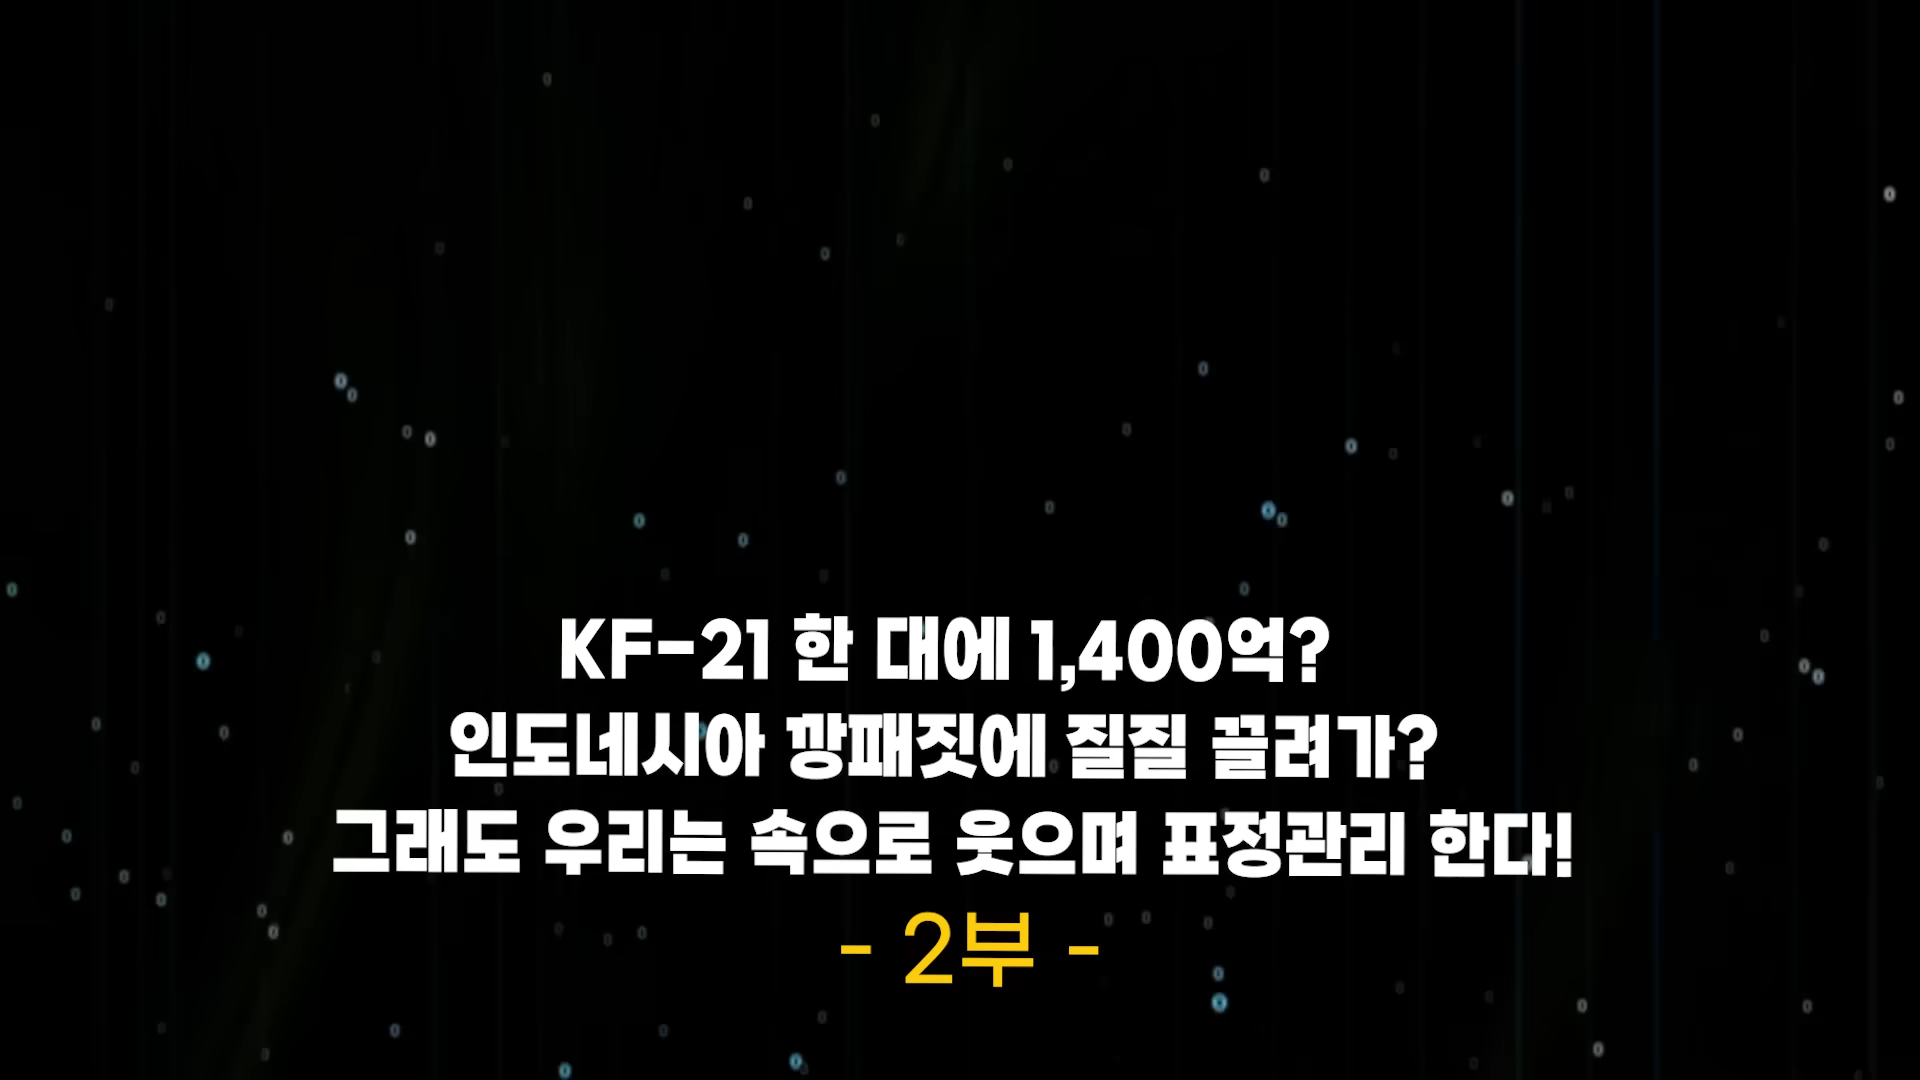 KF-21 한 대에 1,400억?
인도네시아 깡패짓에 질질 끌려가?
그래도 우리는 속으로 웃으며 표정관리 한다!
- 2부 -